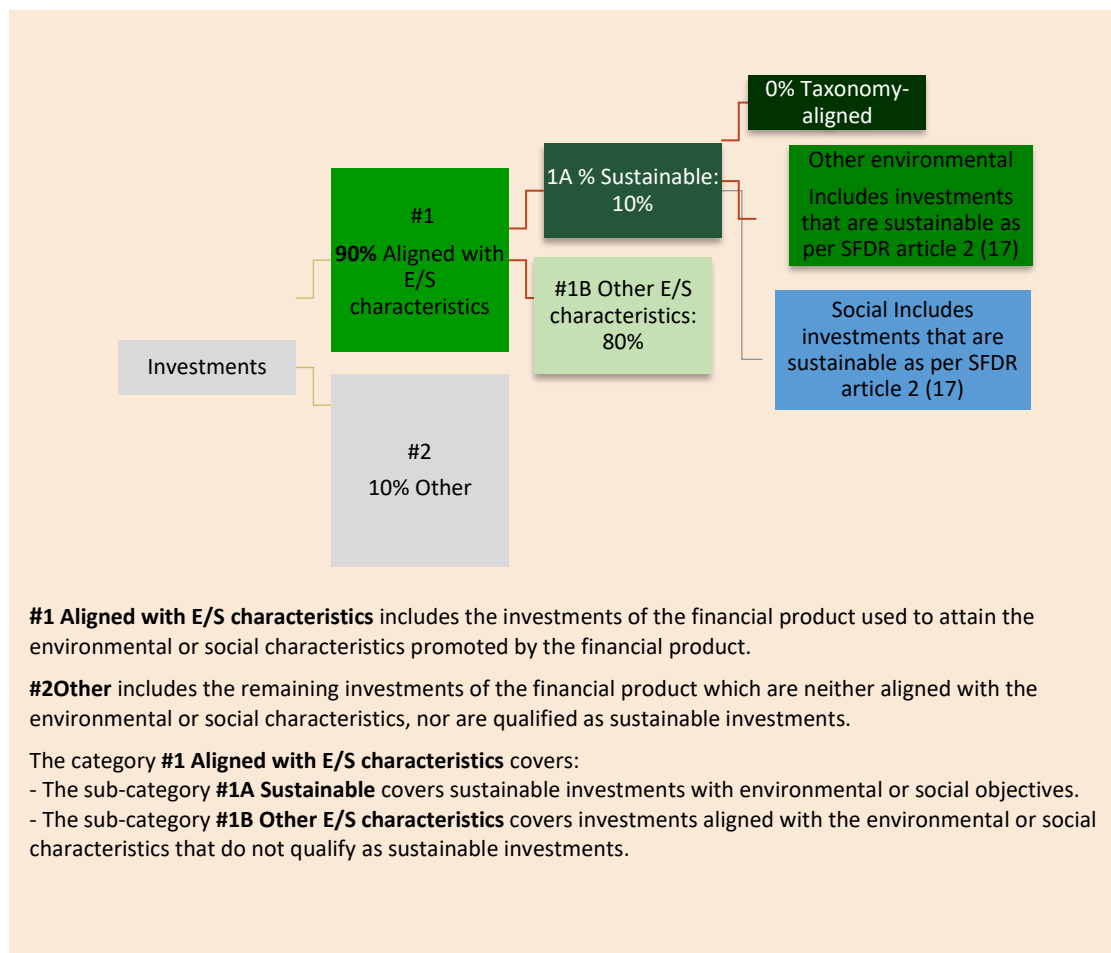 0% Taxonomy-
aligned
Other environmental
Includes investments
that are sustainable as
per SFDR article 2 (17)
1A % Sustainable:
10%
#1
90% Aligned with
E/S
characteristics
#1B Other E/S
characteristics:
80%
Social Includes
investments that are
sustainable as per SFDR
article 2 (17)
Investments
#2
10% Other
#1 Aligned with E/S characteristics includes the investments of the financial product used to attain the
environmental or social characteristics promoted by the financial product.
#2Other includes the remaining investments of the financial product which are neither aligned with the
environmental or social characteristics, nor are qualified as sustainable investments.
The category #1 Aligned with E/S characteristics covers:
- The sub-category #1A Sustainable covers sustainable investments with environmental or social objectives.
- The sub-category #1B Other E/S characteristics covers investments aligned with the environmental or social
characteristics that do not qualify as sustainable investments.